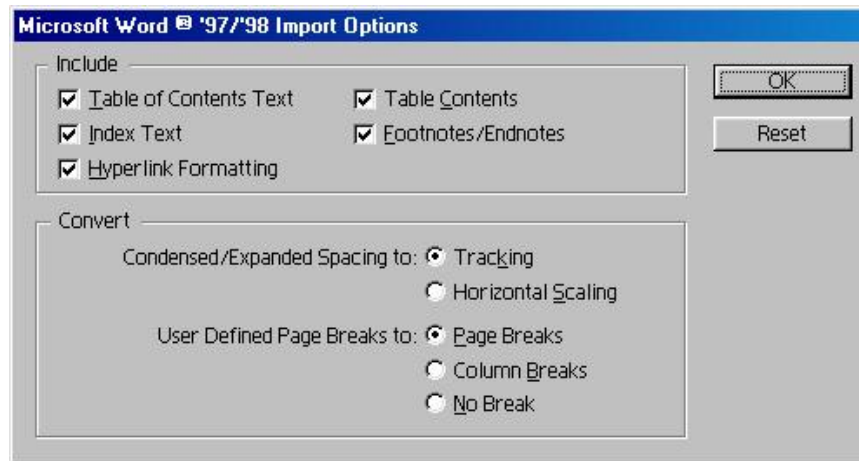 Microsoft Word ® '97/'98 Import Options
Include
Table of Contents Text
Table Contents
Index Text
Footnotes/Endnotes
Hyperlink Formatting
OK
Reset
Convert
Condensed/Expanded Spacing to: Tracking
Horizontal Scaling
User Defined Page Breaks to: Page Breaks
Column Breaks
No Break